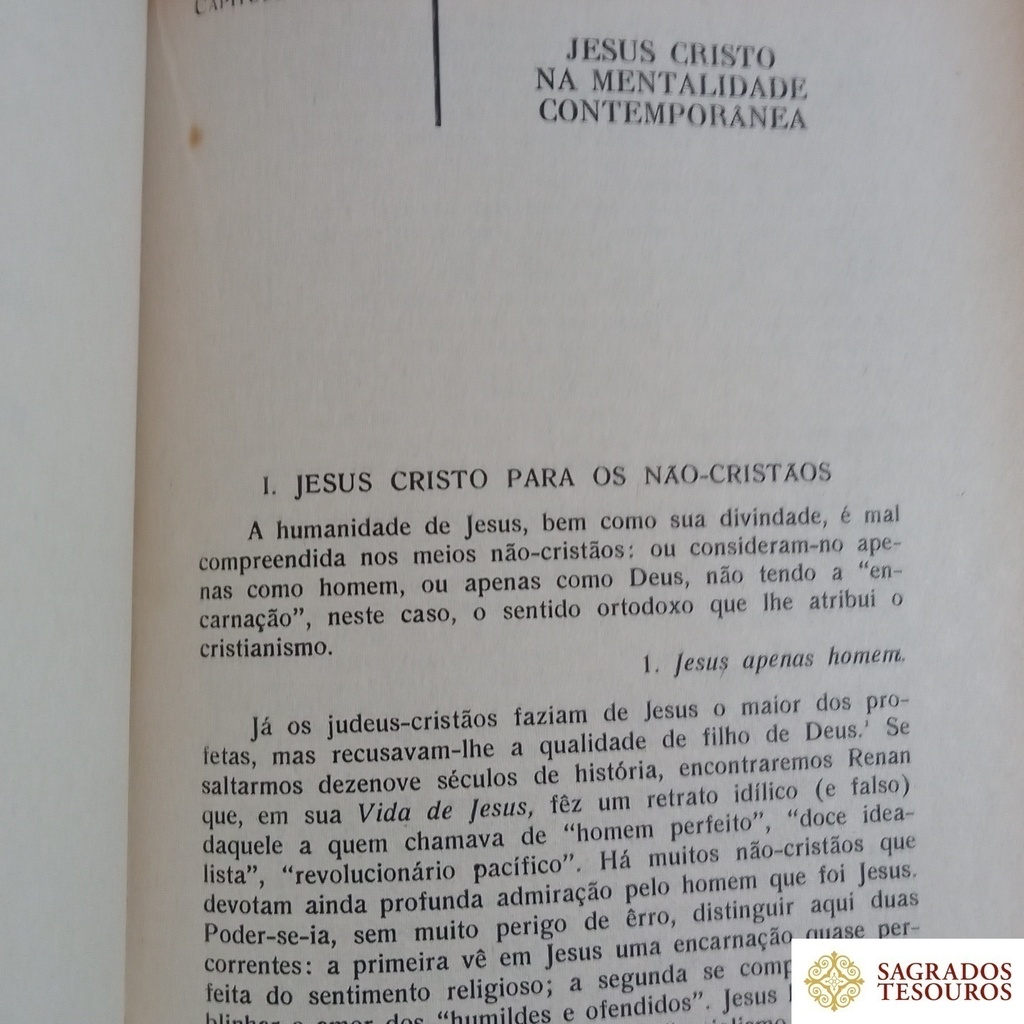 JESUS CRISTO
NA MENTALIDADE
CONTEMPORÂNEA
I. JESUS CRISTO PARA OS NÃO-CRISTÃOS
A humanidade de Jesus, bem como sua divindade, é mal
compreendida nos meios não-cristãos: ou consideram-no ape-
nas como homem, ou apenas como Deus, não tendo a “en-
carnação”, neste caso, o sentido ortodoxo que lhe atribui o
cristianismo.
1. Jesus apenas homem.
Já os judeus-cristãos faziam de Jesus o maior dos pro-
fetas, mas recusavam-lhe a qualidade de filho de Deus.¹ Se
saltarmos dezenove séculos de história, encontraremos Renan
que, em sua Vida de Jesus, fêz um retrato idílico (e falso)
daquele a quem chamava de “homem perfeito”, “doce idea-
lista”, “revolucionário pacífico”. Há muitos não-cristãos que
devotam ainda profunda admiração pelo homem que foi Jesus.
Poder-se-ia, sem muito perigo de êrro, distinguir aqui duas
correntes: a primeira vê em Jesus uma encarnação quase per-
feita do sentimento religioso; a segunda se
amor dos “humildes e ofendidos”. Jesus
SAGRADOS
TESOUROS